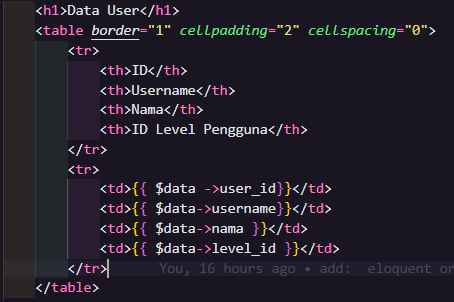 <h1>Data User</h1>
<table border="1" cellpadding="2" cellspacing="0">
<tr>
<th>ID</th>
<th>Username</th>
<th>Nama</th>
<th>ID Level Pengguna</th>
</tr>
<tr>
<td>{{ $data ->user_id}}</td>
<td>{{ $data->username}}</td>
<td>{{ $data->nama }}</td>
<td>{{ $data->level_id }}</td>
</tr> You, 16 hours ago • add: eloquent or
</table>